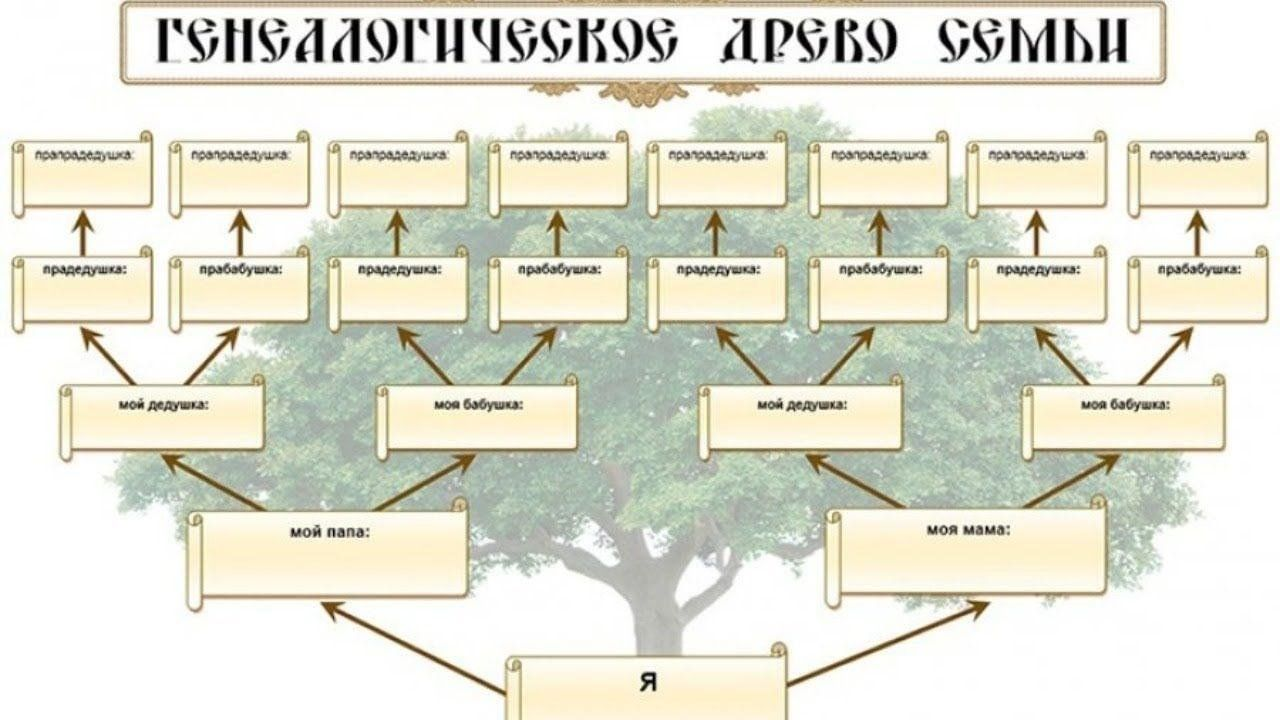 ГЕНЕАЛОГИЧЕСКОЕ ДРЕВО СЕМЬИ
прапрадедушка: прапрадедушка: прапрадедушка: прапрадедушка: прапрадедушка: прапрадедушка: прапрадедушка: прапрадедушка:
прадедушка: прабабушка: прадедушка: прабабушка: прадедушка: прабабушка: прадедушка: прабабушка:
мой дедушка: моя бабушка: мой дедушка: моя бабушка:
мой папа: моя мама:
Я